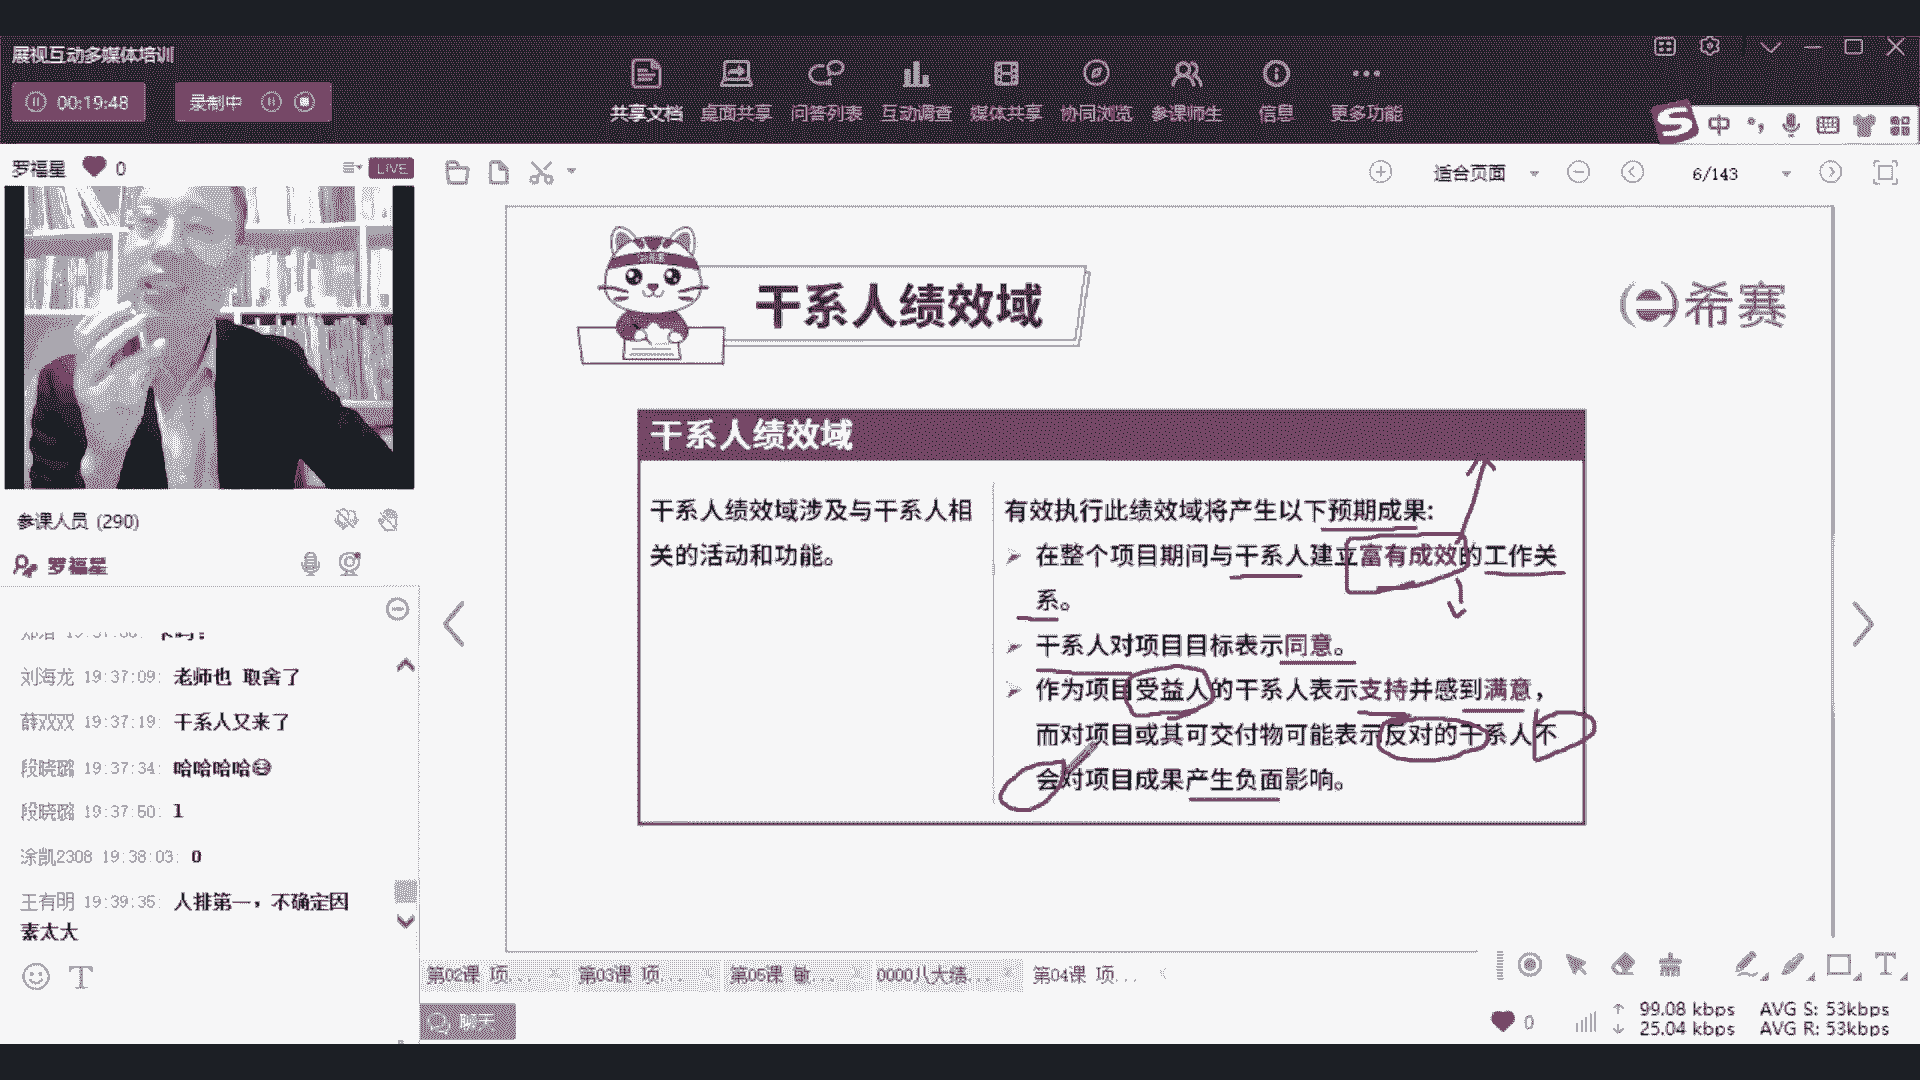 展视互动多媒体培训
00:19:48
录制中
共享文档
桌面共享
问答列表
互动调查
媒体共享
协同浏览
参课师生
信息
更多功能
中
罗福星
0
LIVE
适合页面
6/143
干系人绩效域
希赛
干系人绩效域
干系人绩效域涉及与干系人相
关的活动和功能。
有效执行此绩效域将产生以下预期成果:
在整个项目期间与干系人建立富有成效的工作关
系。
干系人对项目目标表示同意。
作为项目受益人的干系人表示支持并感到满意，
而对项目或其可交付物可能表示反对的干系人不
会对项目成果产生负面影响。
参课人员 (290)
罗福星
刘海龙 19:37:09: 老师也 取舍了
薛双双 19:37:19: 干系人又来了
段晓璐 19:37:34: 哈哈哈哈
段晓璐 19:37:50: 1
涂凯2308 19:38:03: 0
王有明 19:39:35: 人排第一，不确定因
素太大
第02课 项...
第03课 项...
第05课 敏...
0000八大绩...
第04课 项...
聊天
0
99.08 kbps AVG S: 53kbps
25.04 kbps AVG R: 53kbps